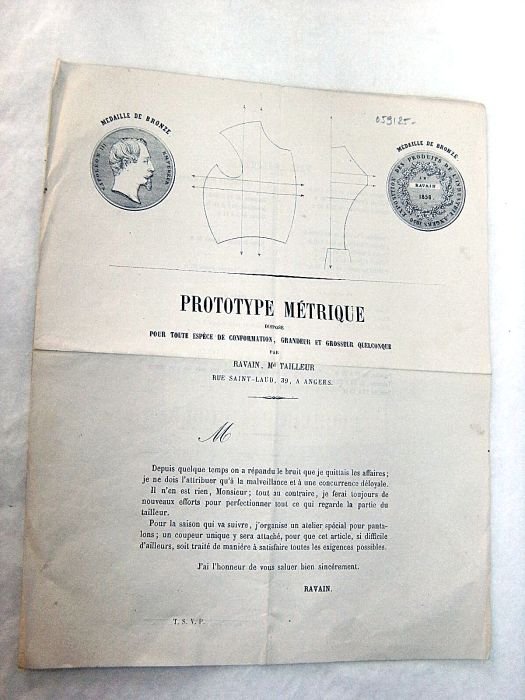 059125-
MEDAILLE DE BRONZE
MEDAILLE DE BRONZE
NAPOLEON III EMPEREUR
EXPOSITION DES PRODUITS DE L'INDUSTRIE ANGERS
RAVAIN
1858
PROTOTYPE MÉTRIQUE
DISPOSÉ
POUR TOUTE ESPÈCE DE CONFORMATION, GRANDEUR ET GROSSEUR QUELCONQUE
PAR
RAVAIN, Md TAILLEUR
RUE SAINT-LAUD, 39, A ANGERS.
M
Depuis quelque temps on a répandu le bruit que je quittais les affaires;
je ne dois l'attribuer qu'à la malveillance et à une concurrence déloyale.
Il n'en est rien, Monsieur; tout au contraire, je ferai toujours de
nouveaux efforts pour perfectionner tout ce qui regarde la partie du
tailleur.
Pour la saison qui va suivre, j'organise un atelier spécial pour panta-
lons; un coupeur unique y sera attaché, pour que cet article, si difficile
d'ailleurs, soit traité de manière à satisfaire toutes les exigences possibles.
J'ai l'honneur de vous saluer bien sincèrement.
RAVAIN.
T. S. V. P.